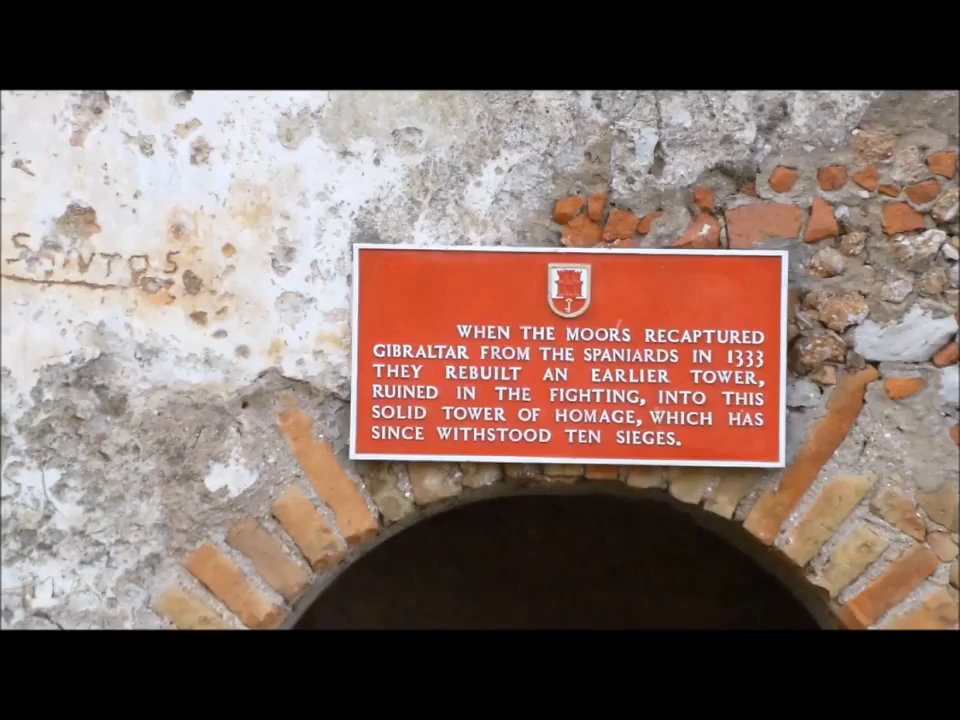 SANTOS
WHEN THE MOORS RECAPTURED
GIBRALTAR FROM THE SPANIARDS IN 1333
THEY REBUILT AN EARLIER TOWER,
RUINED IN THE FIGHTING, INTO THIS
SOLID TOWER OF HOMAGE, WHICH HAS
SINCE WITHSTOOD TEN SIEGES.